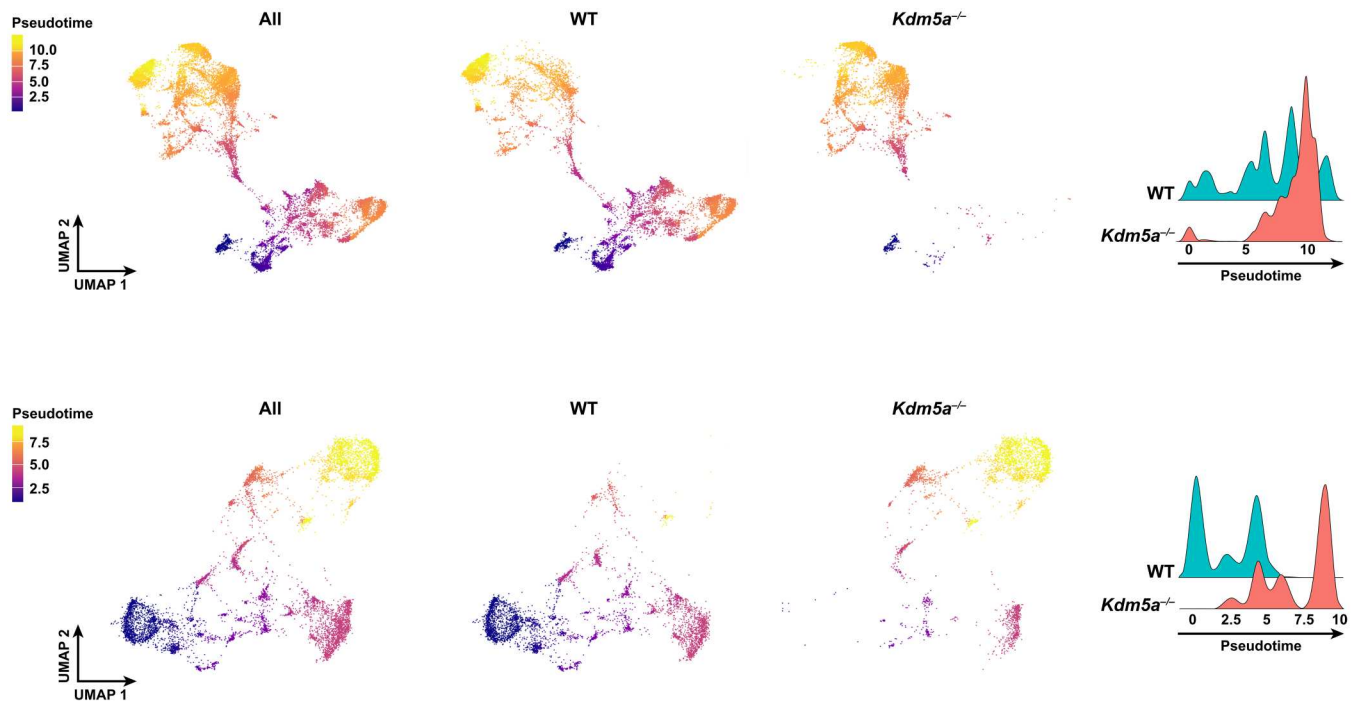 All
WT
Kdm5a–/–
Pseudotime
10.0
7.5
5.0
2.5
UMAP 2
UMAP 1
WT
Kdm5a–/–
0 5 10
Pseudotime
All
WT
Kdm5a–/–
Pseudotime
7.5
5.0
2.5
UMAP 2
UMAP 1
WT
Kdm5a–/–
0 2.5 5 7.5 10
Pseudotime